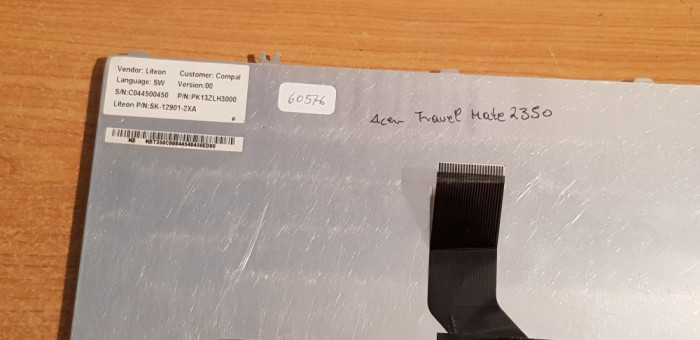 Vendor: Liteon Customer: Compal
Language: SW Version:00
S/N:C044500450 P/N:PK13ZLH3000
Liteon P/N:SK-12901-2XA
60576
Acer Travel Mate 2350